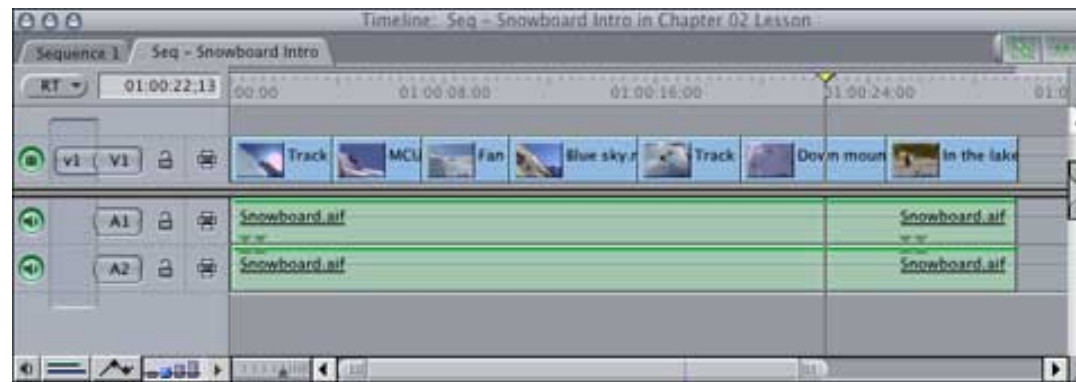 Timeline: Seq – Snowboard Intro in Chapter 02 Lesson
Sequence 1
Seq – Snowboard Intro
RT
01:00:22;13
00:00
01:00:08:00
01:00:16:00
01:00:24:00
01:0
v1
V1
Track
MCU
Fan
Blue sky.r
Track
Down moun
In the lake
A1
Snowboard.aif
Snowboard.aif
A2
Snowboard.aif
Snowboard.aif